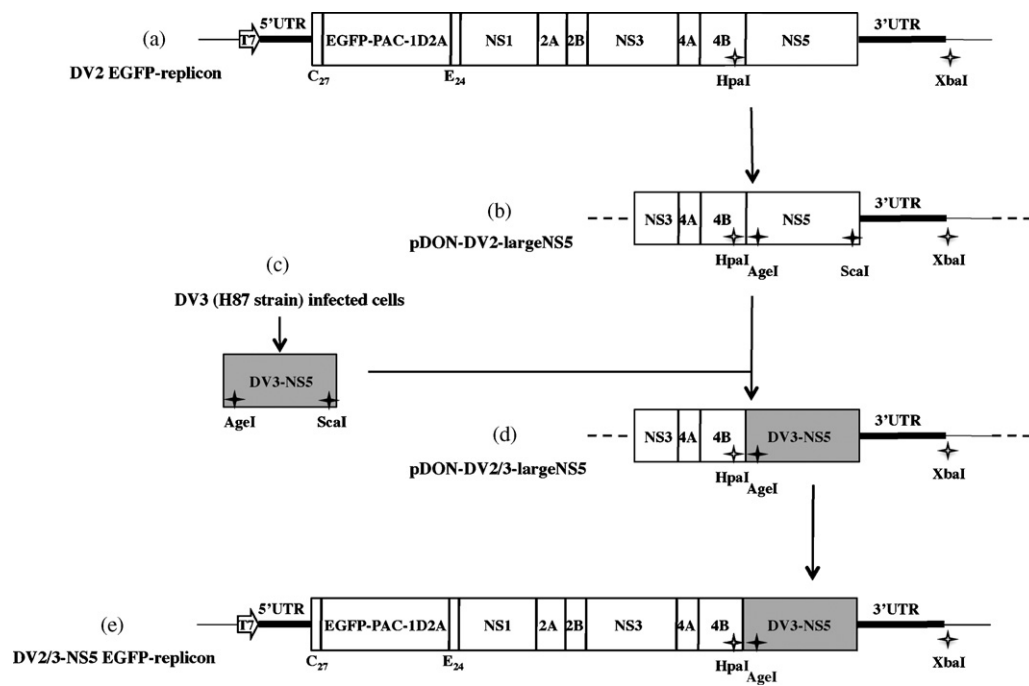 (a)
DV2 EGFP-replicon
T7
5’UTR
EGFP-PAC-1D2A
NS1
2A
2B
NS3
4A
4B
NS5
3’UTR
C27
E24
HpaI
XbaI
(b)
pDON-DV2-largeNS5
NS3
4A
4B
NS5
3’UTR
HpaI
AgeI
ScaI
XbaI
(c)
DV3 (H87 strain) infected cells
DV3-NS5
AgeI
ScaI
(d)
pDON-DV2/3-largeNS5
NS3
4A
4B
DV3-NS5
3’UTR
HpaI
AgeI
XbaI
(e)
DV2/3-NS5 EGFP-replicon
T7
5’UTR
EGFP-PAC-1D2A
NS1
2A
2B
NS3
4A
4B
DV3-NS5
3’UTR
C27
E24
HpaI
AgeI
XbaI